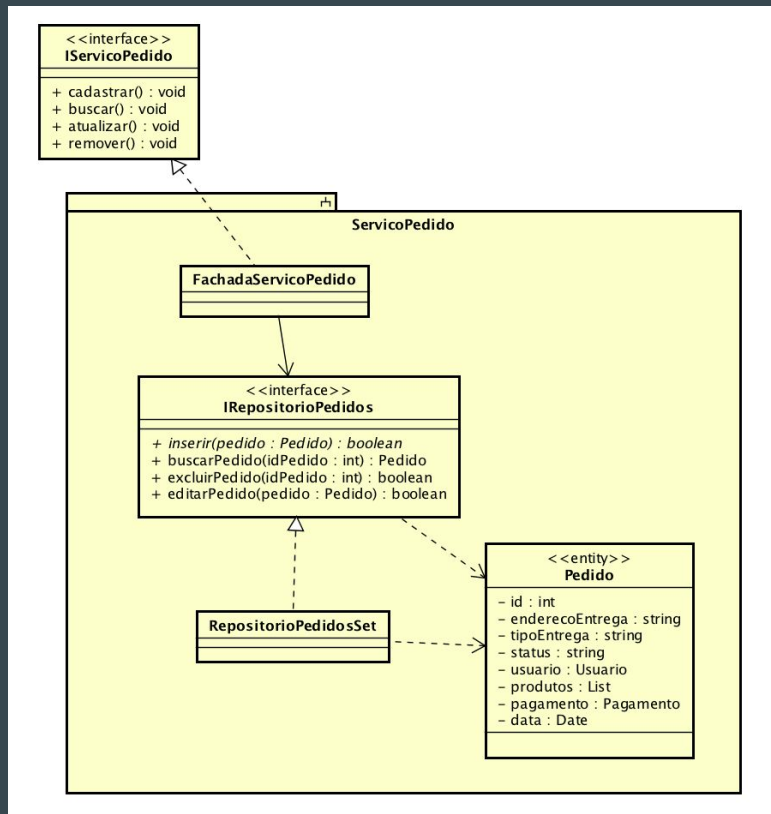 <<interface>>
IServicoPedido
+ cadastrar() : void
+ buscar() : void
+ atualizar() : void
+ remover() : void
ServicoPedido
FachadaServicoPedido
<<interface>>
IRepositorioPedidos
+ inserir(pedido : Pedido) : boolean
+ buscarPedido(idPedido : int) : Pedido
+ excluirPedido(idPedido : int) : boolean
+ editarPedido(pedido : Pedido) : boolean
RepositorioPedidosSet
<<entity>>
Pedido
– id : int
– enderecoEntrega : string
– tipoEntrega : string
– status : string
– usuario : Usuario
– produtos : List
– pagamento : Pagamento
– data : Date